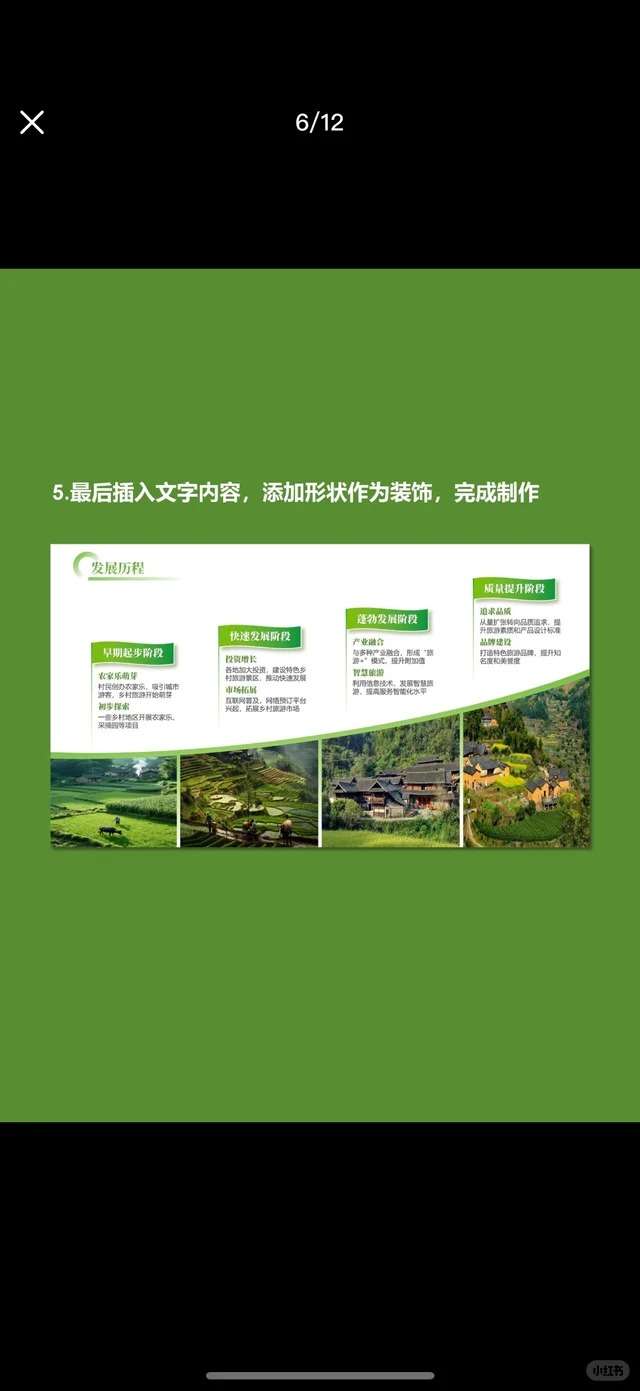 6/12
5.最后插入文字内容，添加形状作为装饰，完成制作
发展历程
早期起步阶段
农家乐萌芽
村民创办农家乐，吸引城市
游客，乡村旅游开始萌芽
初步探索
一些乡村地区开展农家乐、
采摘园等项目
快速发展阶段
投资增长
各地加大投资，建设特色乡
村旅游景区，推动快速发展
市场拓展
互联网普及，网络预订平台
兴起，拓展乡村旅游市场
蓬勃发展阶段
产业融合
与多种产业融合，形成“旅
游+”模式，提升附加值
智慧旅游
利用信息技术，发展智慧旅
游，提高服务智能化水平
质量提升阶段
追求品质
从量扩张转向品质追求，提
升旅游素质和产品设计标准
品牌建设
打造特色旅游品牌，提升知
名度和美誉度
小红书